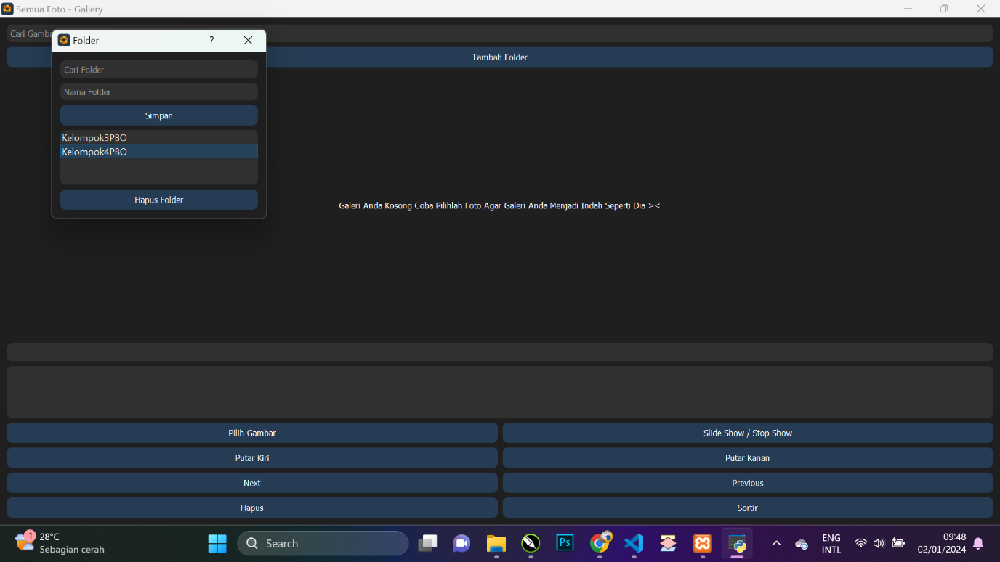 Semua Foto - Gallery
Cari Gamba
Folder
?
Tambah Folder
Cari Folder
Nama Folder
Simpan
Kelompok3PBO
Kelompok4PBO
Hapus Folder
Galeri Anda Kosong Coba Pilihlah Foto Agar Galeri Anda Menjadi Indah Seperti Dia ><
Pilih Gambar
Slide Show / Stop Show
Putar Kiri
Putar Kanan
Next
Previous
Hapus
Sortir
1
28°C
Sebagian cerah
Search
Ps
ENG
INTL
09:48
02/01/2024